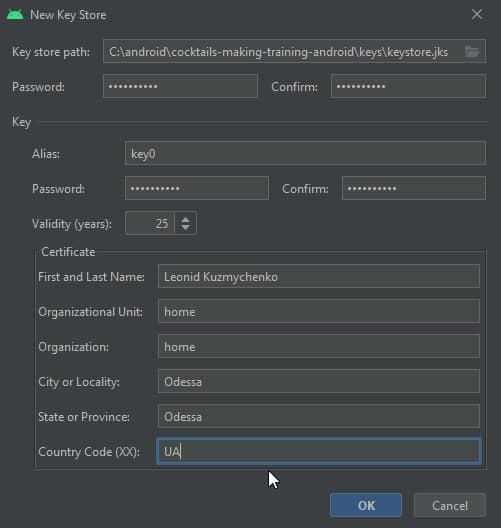 New Key Store
Key store path: C:\android\cocktails-making-training-android\keys\keystore.jks
Password: •••••••••• Confirm: ••••••••••
Key
Alias: key0
Password: •••••••••• Confirm: ••••••••••
Validity (years): 25
Certificate
First and Last Name: Leonid Kuzmychenko
Organizational Unit: home
Organization: home
City or Locality: Odessa
State or Province: Odessa
Country Code (XX): UA
OK Cancel